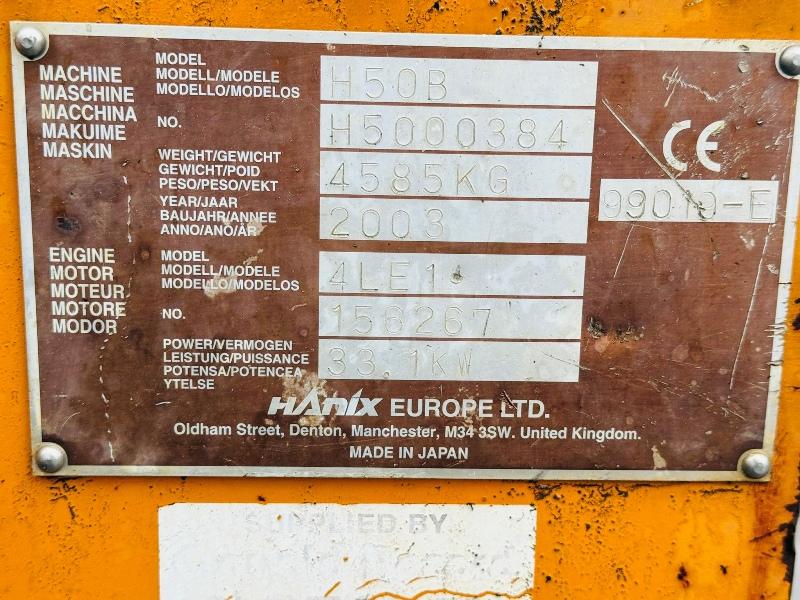 MACHINE
MASCHINE
MACCHINA
MAKUIME
MASKIN
MODEL
MODELL/MODELE
MODELLO/MODELOS
H50B
NO.
H5000384
WEIGHT/GEWICHT
GEWICHT/POID
PESO/PESO/VEKT
4585KG
YEAR/JAAR
BAUJAHR/ANNEE
ANNO/ANO/ÅR
2003
CE
99010-E
ENGINE
MOTOR
MOTEUR
MOTORE
MODOR
MODEL
MODELL/MODELE
MODELLO/MODELOS
4LE1
NO.
156267
POWER/VERMOGEN
LEISTUNG/PUISSANCE
POTENSA/POTENCEA
YTELSE
33.1KW
HANIX EUROPE LTD.
Oldham Street, Denton, Manchester, M34 3SW. United Kingdom.
MADE IN JAPAN
SUPPLIED BY